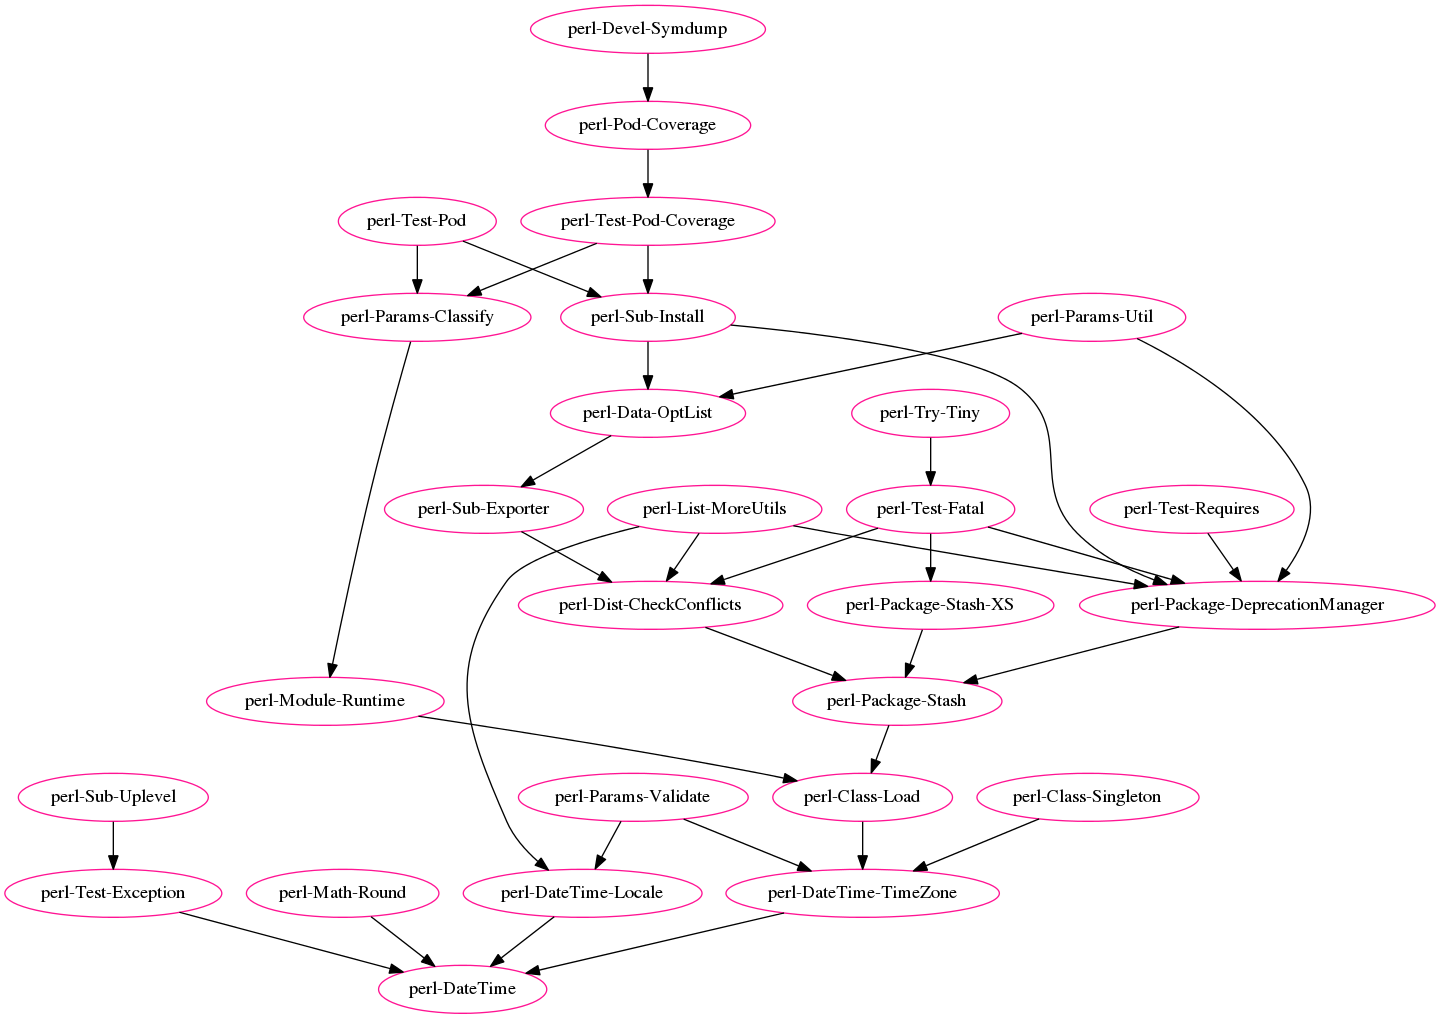 perl-Devel-Symdump
perl-Pod-Coverage
perl-Test-Pod
perl-Test-Pod-Coverage
perl-Params-Classify
perl-Sub-Install
perl-Params-Util
perl-Data-OptList
perl-Try-Tiny
perl-Sub-Exporter
perl-List-MoreUtils
perl-Test-Fatal
perl-Test-Requires
perl-Dist-CheckConflicts
perl-Package-Stash-XS
perl-Package-DeprecationManager
perl-Module-Runtime
perl-Package-Stash
perl-Sub-Uplevel
perl-Params-Validate
perl-Class-Load
perl-Class-Singleton
perl-Test-Exception
perl-Math-Round
perl-DateTime-Locale
perl-DateTime-TimeZone
perl-DateTime